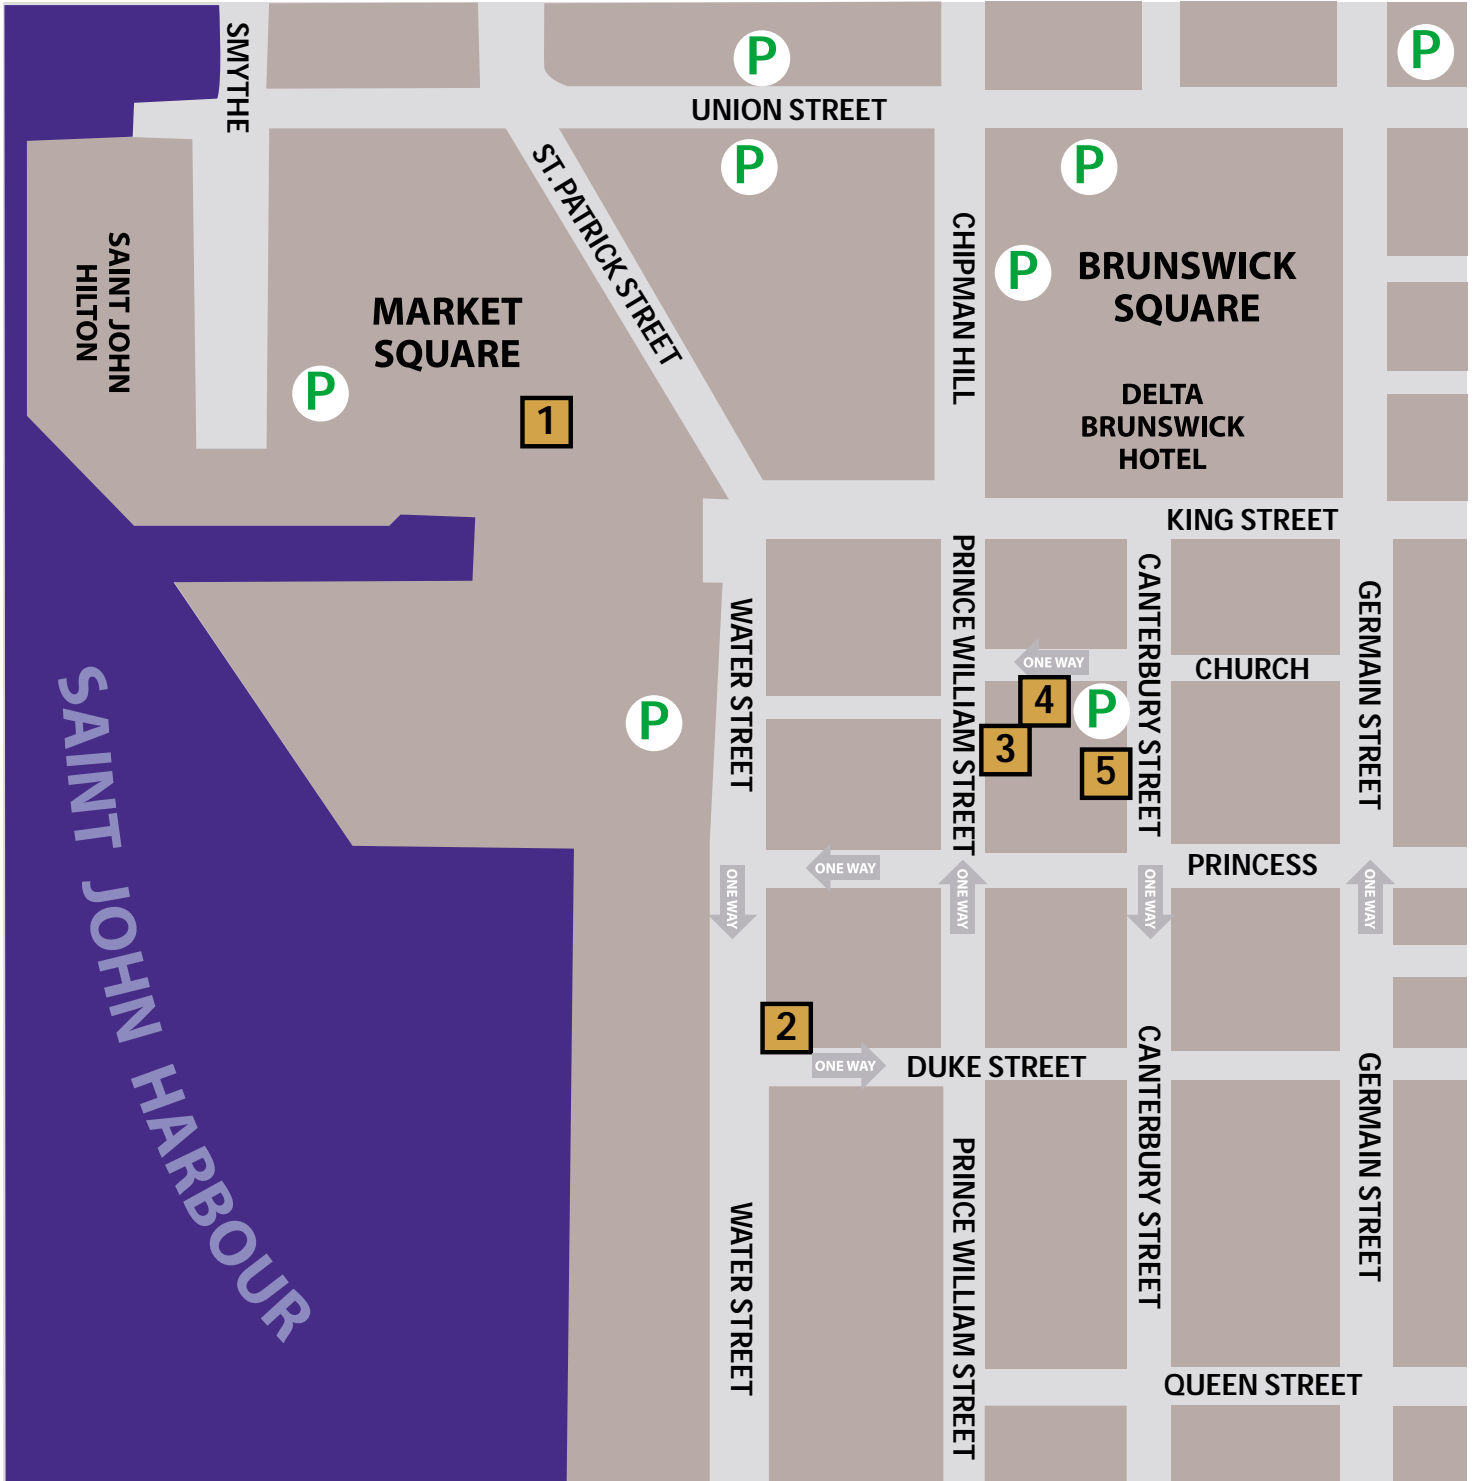 SMYTHE
P
P
UNION STREET
P
P
ST. PATRICK STREET
CHIPMAN HILL
P
BRUNSWICK
SQUARE
SAINT JOHN
HILTON
MARKET
SQUARE
P
1
DELTA
BRUNSWICK
HOTEL
KING STREET
PRINCE WILLIAM STREET
CANTERBURY STREET
GERMAIN STREET
WATER STREET
ONE WAY
CHURCH
4
P
3
5
P
SAINT JOHN HARBOUR
PRINCESS
ONE WAY
ONE WAY
ONE WAY
ONE WAY
ONE WAY
2
ONE WAY
DUKE STREET
CANTERBURY STREET
GERMAIN STREET
PRINCE WILLIAM STREET
WATER STREET
QUEEN STREET